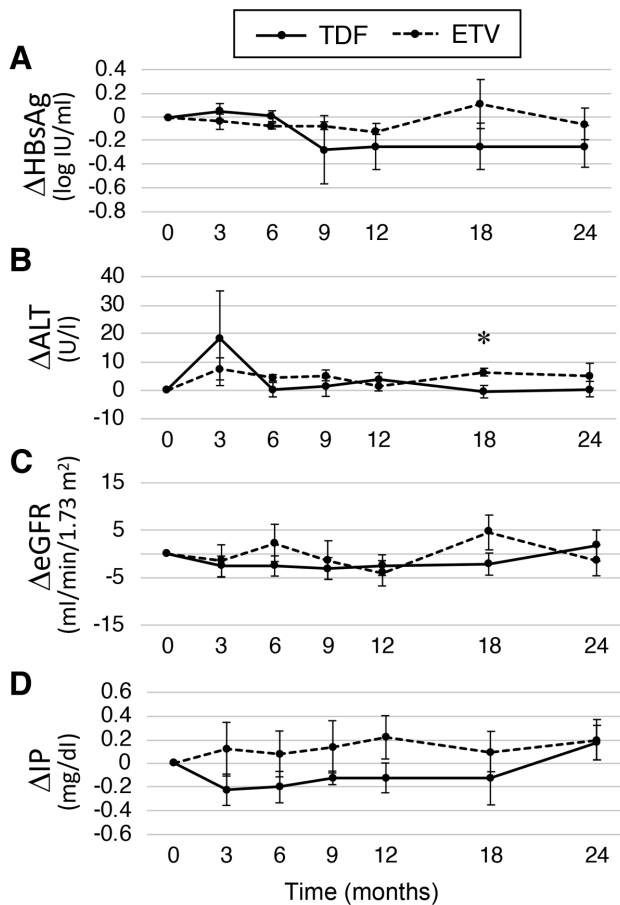 TDF ETV
A
ΔHBsAg
(log IU/ml)
0.4
0.2
0
-0.2
-0.4
-0.6
-0.8
0 3 6 9 12 18 24
B
ΔALT
(U/l)
40
30
20
10
0
-10
*
0 3 6 9 12 18 24
C
ΔeGFR
(ml/min/1.73 m²)
15
5
-5
-15
0 3 6 9 12 18 24
D
ΔIP
(mg/dl)
0.6
0.4
0.2
0
-0.2
-0.4
-0.6
0 3 6 9 12 18 24
Time (months)